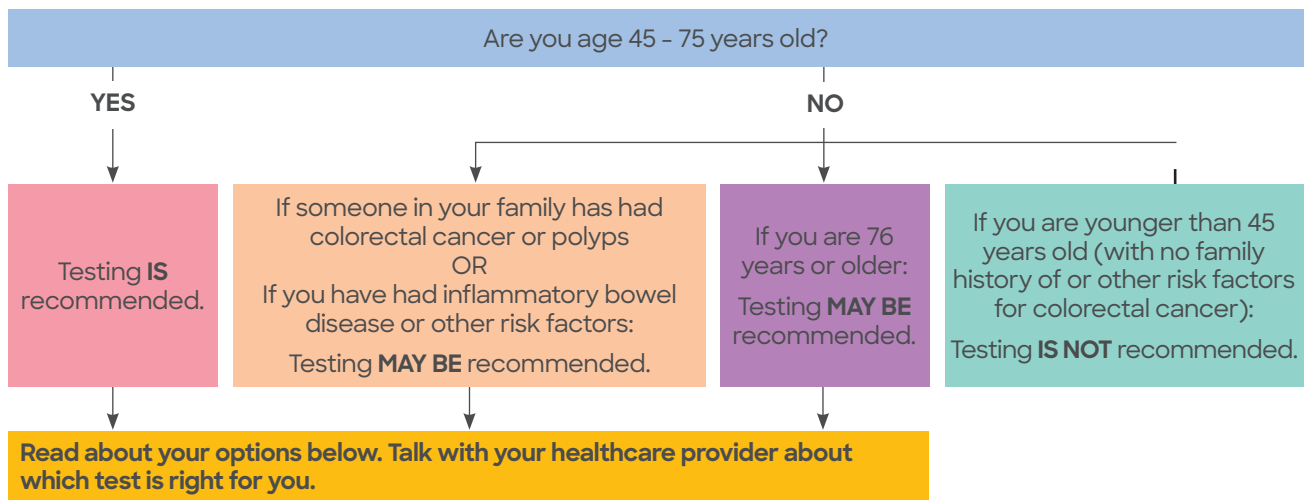 Are you age 45 - 75 years old?
YES
NO
Testing IS
recommended.
If someone in your family has had
colorectal cancer or polyps
OR
If you have had inflammatory bowel
disease or other risk factors:
Testing MAY BE recommended.
If you are 76
years or older:
Testing MAY BE
recommended.
If you are younger than 45
years old (with no family
history of or other risk factors
for colorectal cancer):
Testing IS NOT recommended.
Read about your options below. Talk with your healthcare provider about
which test is right for you.